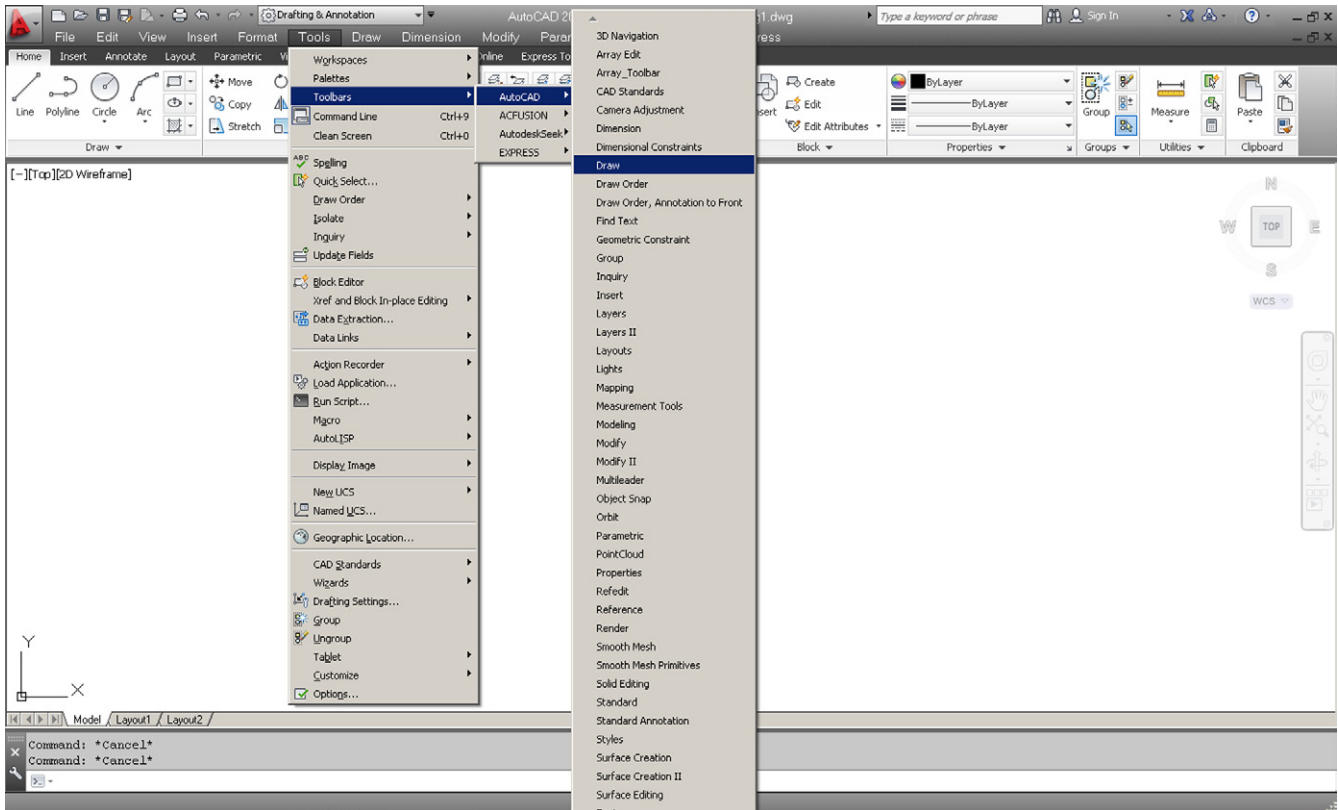 Drafting & Annotation
AutoCAD 20
g1.dwg
Type a keyword or phrase
Sign In
File Edit View Insert Format Tools Draw Dimension Modify Parar
ress
Home Insert Annotate Layout Parametric Vi
nline Express To
Line
Polyline
Circle
Arc
Move
Copy
Stretch
Draw
Create
Edit
Edit Attributes
sert
Block
ByLayer
ByLayer
ByLayer
Properties
Group
Groups
Measure
Utilities
Paste
Clipboard
[-][Top][2D Wireframe]
Workspaces
Palettes
Toolbars
Command Line Ctrl+9
Clean Screen Ctrl+0
ABC
Spelling
Quick Select...
Draw Order
Isolate
Inquiry
Update Fields
Block Editor
Xref and Block In-place Editing
Data Extraction...
Data Links
Action Recorder
Load Application...
Run Script...
Macro
AutoLISP
Display Image
New UCS
Named UCS...
Geographic Location...
CAD Standards
Wizards
Drafting Settings...
Group
Ungroup
Tablet
Customize
Options...
AutoCAD
ACFUSION
AutodeskSeek
EXPRESS
3D Navigation
Array Edit
Array_Toolbar
CAD Standards
Camera Adjustment
Dimension
Dimensional Constraints
Draw
Draw Order
Draw Order, Annotation to Front
Find Text
Geometric Constraint
Group
Inquiry
Insert
Layers
Layers II
Layouts
Lights
Mapping
Measurement Tools
Modeling
Modify
Modify II
Multileader
Object Snap
Orbit
Parametric
PointCloud
Properties
Refedit
Reference
Render
Smooth Mesh
Smooth Mesh Primitives
Solid Editing
Standard
Standard Annotation
Styles
Surface Creation
Surface Creation II
Surface Editing
N
W
TOP
E
S
WCS
Y
X
Model Layout1 Layout2
Command: *Cancel*
Command: *Cancel*